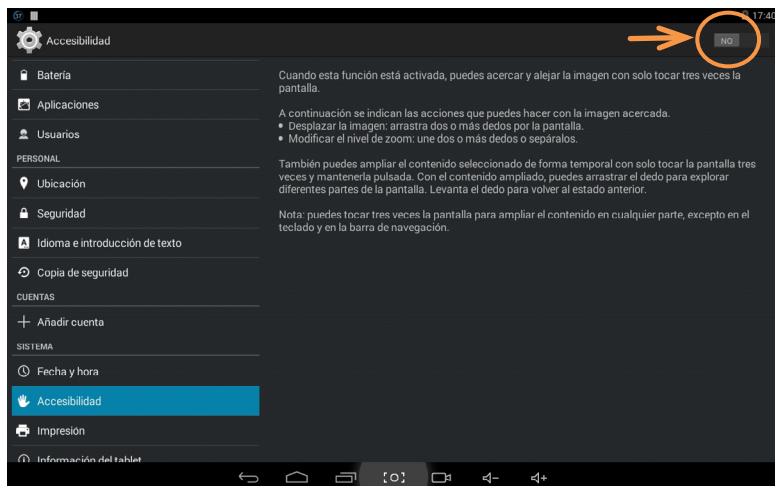 17:40
Accesibilidad
NO
Batería
Aplicaciones
Usuarios
PERSONAL
Ubicación
Seguridad
Idioma e introducción de texto
Copia de seguridad
CUENTAS
Añadir cuenta
SISTEMA
Fecha y hora
Accesibilidad
Impresión
Información del tablet
Cuando esta función está activada, puedes acercar y alejar la imagen con solo tocar tres veces la
pantalla.
A continuación se indican las acciones que puedes hacer con la imagen acercada.
• Desplazar la imagen: arrastra dos o más dedos por la pantalla.
• Modificar el nivel de zoom: une dos o más dedos o sepáralos.
También puedes ampliar el contenido seleccionado de forma temporal con solo tocar la pantalla tres
veces y mantenerla pulsada. Con el contenido ampliado, puedes arrastrar el dedo para explorar
diferentes partes de la pantalla. Levanta el dedo para volver al estado anterior.
Nota: puedes tocar tres veces la pantalla para ampliar el contenido en cualquier parte, excepto en el
teclado y en la barra de navegación.